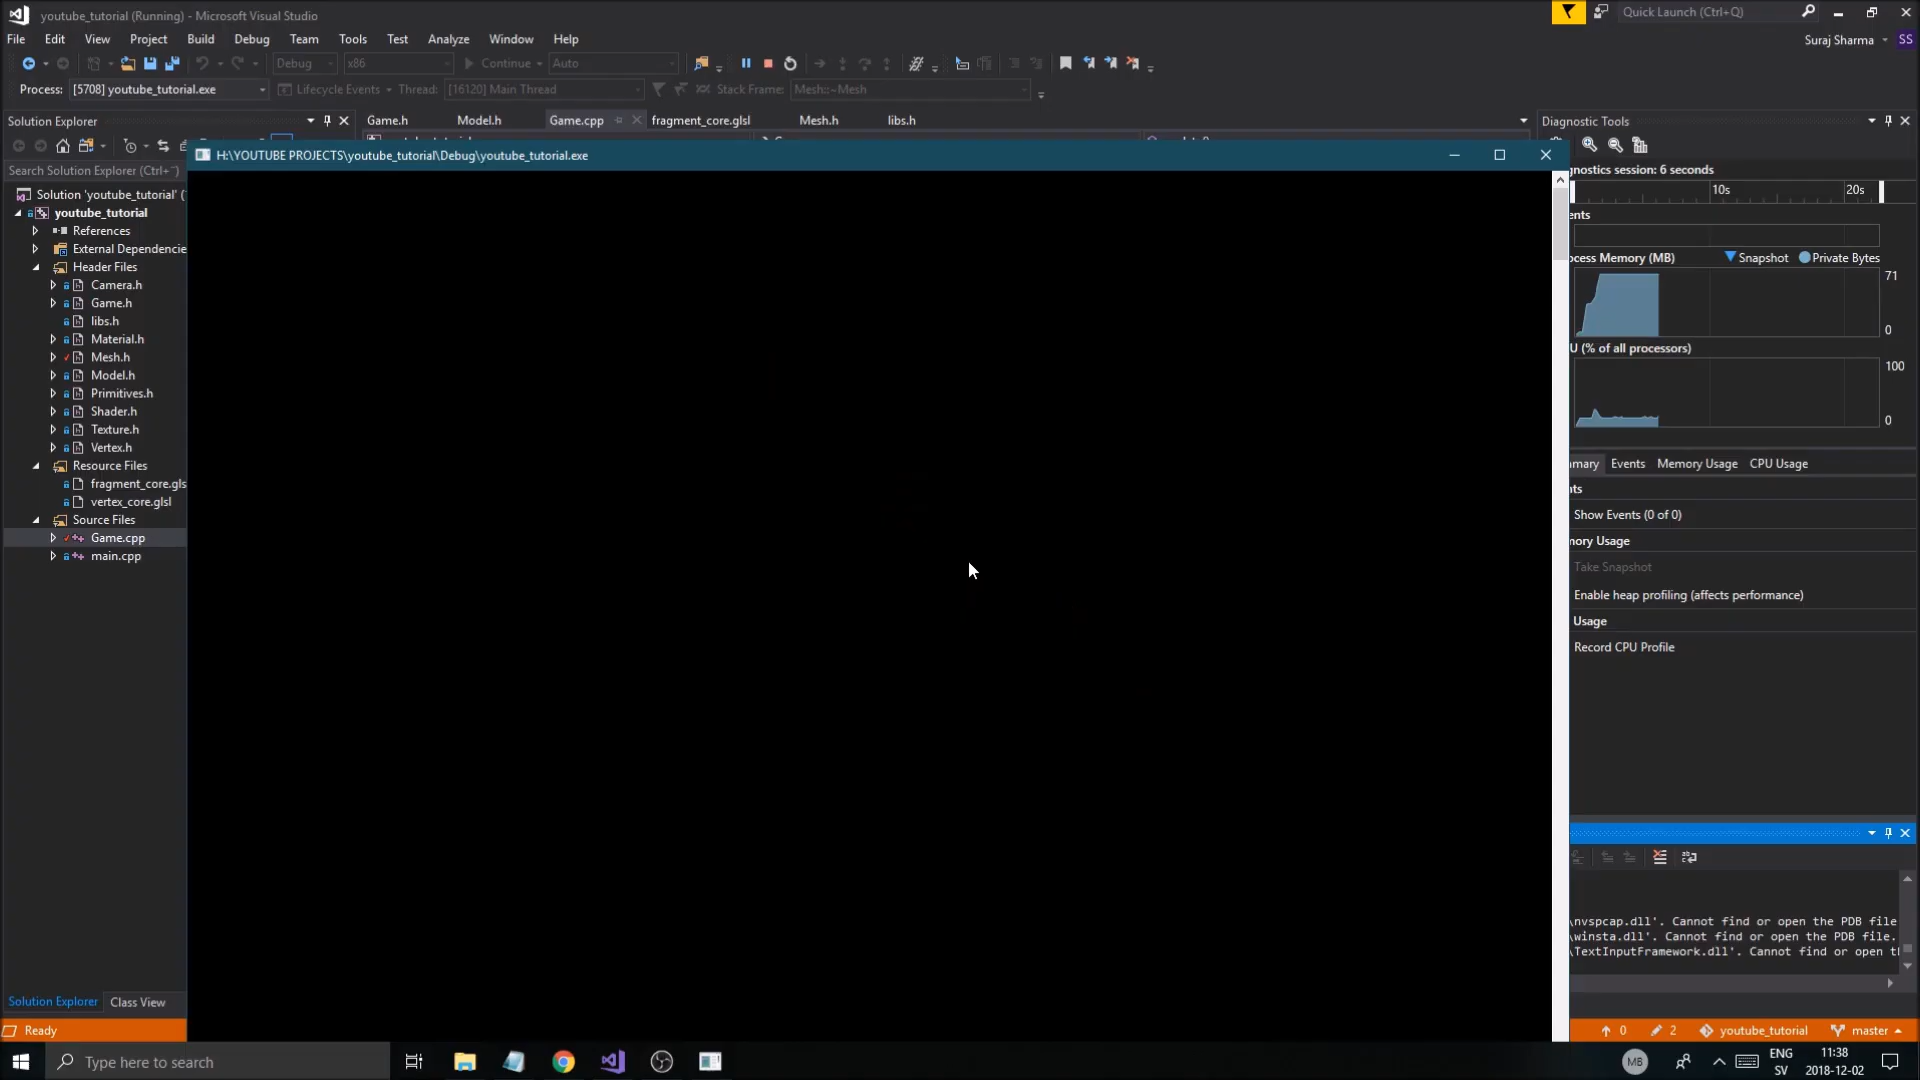 youtube_tutorial (Running) - Microsoft Visual Studio
Quick Launch (Ctrl+Q)
File Edit View Project Build Debug Team Tools Test Analyze Window Help
Suraj Sharma SS
Debug x86 Continue Auto
Process: [5708] youtube_tutorial.exe Lifecycle Events Thread: [16120] Main Thread Stack Frame: Mesh::~Mesh
Solution Explorer
Game.h Model.h Game.cpp fragment_core.glsl Mesh.h libs.h
Diagnostic Tools
H:\YOUTUBE PROJECTS\youtube_tutorial\Debug\youtube_tutorial.exe
Search Solution Explorer (Ctrl+¨)
gnostics session: 6 seconds
10s 20s
Solution 'youtube_tutorial' (
youtube_tutorial
References
External Dependencie
Header Files
Camera.h
Game.h
libs.h
Material.h
Mesh.h
Model.h
Primitives.h
Shader.h
Texture.h
Vertex.h
Resource Files
fragment_core.gls
vertex_core.glsl
Source Files
Game.cpp
main.cpp
ents
ocess Memory (MB) Snapshot Private Bytes
71
0
U (% of all processors)
100
0
mmary Events Memory Usage CPU Usage
nts
Show Events (0 of 0)
mory Usage
Take Snapshot
Enable heap profiling (affects performance)
Usage
Record CPU Profile
\nvspcap.dll'. Cannot find or open the PDB file
\winsta.dll'. Cannot find or open the PDB file.
\TextInputFramework.dll'. Cannot find or open t
Solution Explorer Class View
Ready
0 2 youtube_tutorial master
Type here to search
MB
ENG
SV
11:38
2018-12-02